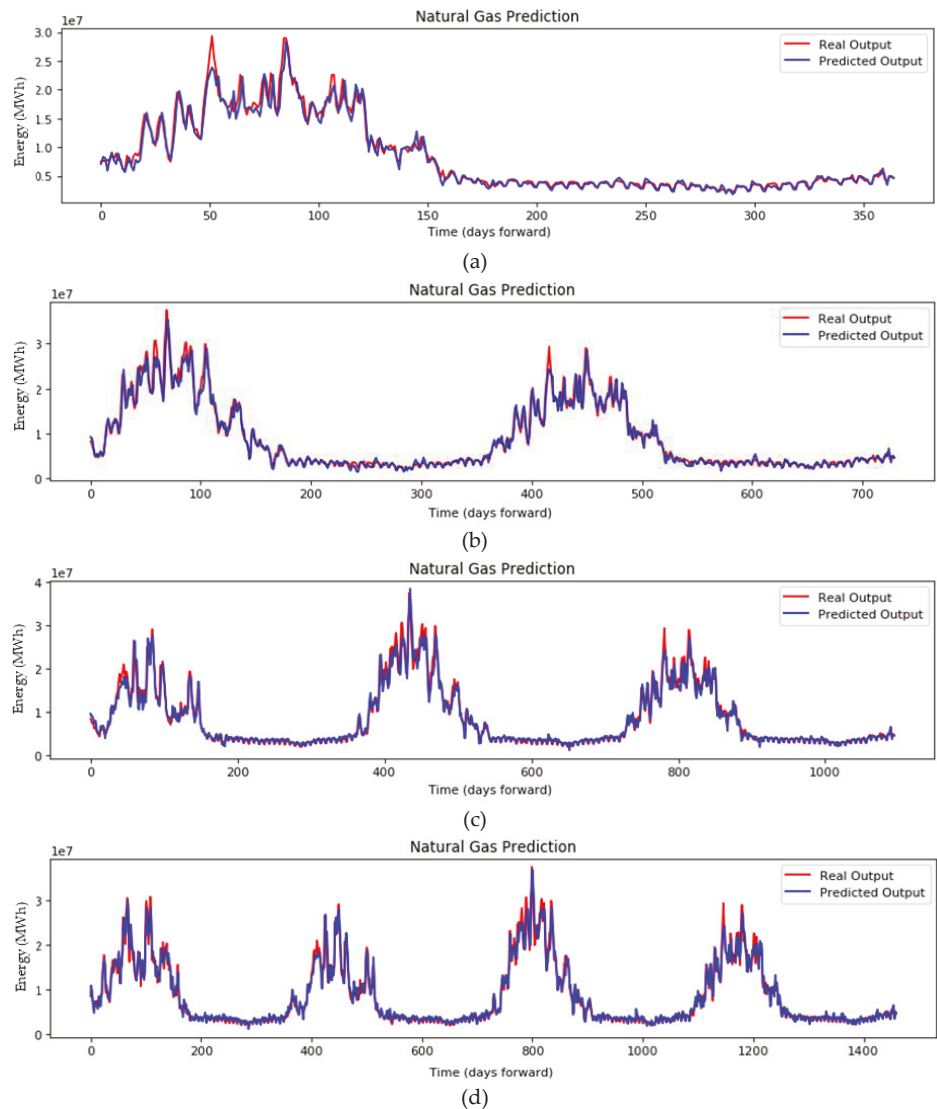 Natural Gas Prediction
1e7
3.0
2.5
2.0
1.5
1.0
0.5
Energy (MWh)
Real Output
Predicted Output
0 50 100 150 200 250 300 350
Time (days forward)
(a)
Natural Gas Prediction
1e7
3
2
1
0
Energy (MWh)
Real Output
Predicted Output
0 100 200 300 400 500 600 700
Time (days forward)
(b)
Natural Gas Prediction
1e7
4
3
2
1
0
Energy (MWh)
Real Output
Predicted Output
0 200 400 600 800 1000
Time (days forward)
(c)
Natural Gas Prediction
1e7
3
2
1
0
Energy (MWh)
Real Output
Predicted Output
0 200 400 600 800 1000 1200 1400
Time (days forward)
(d)